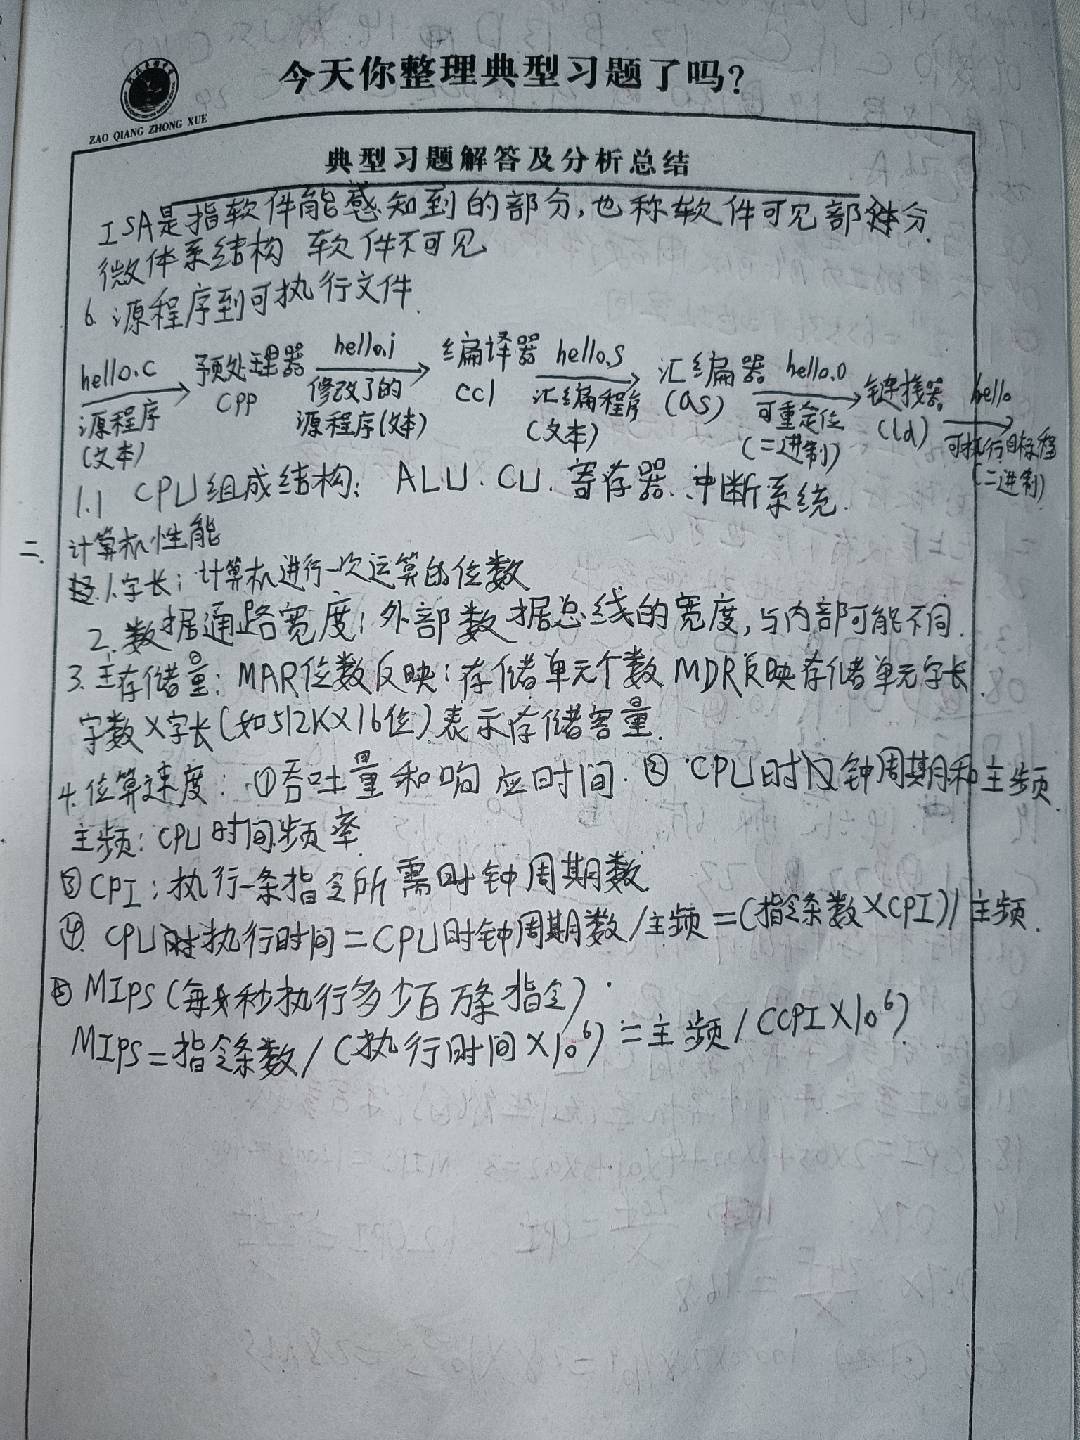 今天你整理典型习题了吗?
ZAO QIANG ZHONG XUE
典型习题解答及分析总结
ISA是指软件能感知到的部分,也称软件可见部分.
微体系结构 软件不可见
6. 源程序到可执行文件.
hello.c 预处理器 hello.i 编译器 hello.s 汇编器 hello.o 链接器 hello
源程序 CPP 修改了的 ccl 汇编程序 (as) 可重定位 (ld) 可执行目标程
(文本) 源程序(文本) (文本) (二进制) (二进制)
1.1 CPU组成结构: ALU. CU. 寄存器. 中断系统.
二. 计算机性能
1.字长: 计算机进行一次运算的位数
2. 数据通路宽度: 外部数据总线的宽度,与内部可能不同.
3. 主存储量: MAR位数反映:存储单元个数 MDR反映存储单元字长.
字数×字长(如512K×16位)表示存储容量.
4. 位算速度: ①吞吐量和响应时间. ② CPU时钟周期和主频.
主频: CPU时间频率.
③ CPI: 执行一条指令所需时钟周期数
④. CPU执行时间=CPU时钟周期数/主频=(指令条数×CPI)/主频.
⑤ MIPS (每秒执行多少百万条指令).
MIPS=指令条数/(执行时间×10⁶)=主频/(CPI×10⁶)